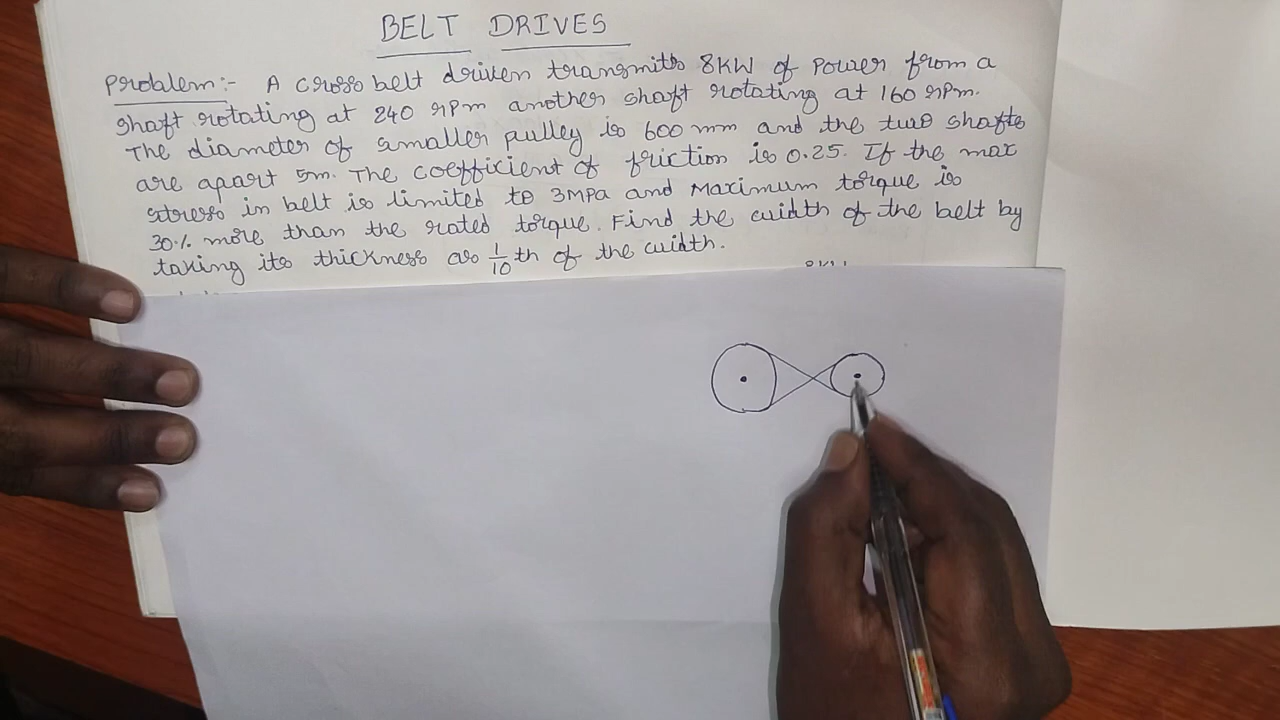 BELT DRIVES
Problem:- A cross belt driven transmits 8KW of Power from a
shaft rotating at 240 rpm another shaft rotating at 160 rpm.
The diameter of smaller pulley is 600 mm and the two shafts
are apart 5m. The coefficient of friction is 0.25. If the max
stress in belt is limited to 3MPa and Maximum torque is
30% more than the rated torque. Find the width of the belt by
taking its thickness as 1/10 th of the width.